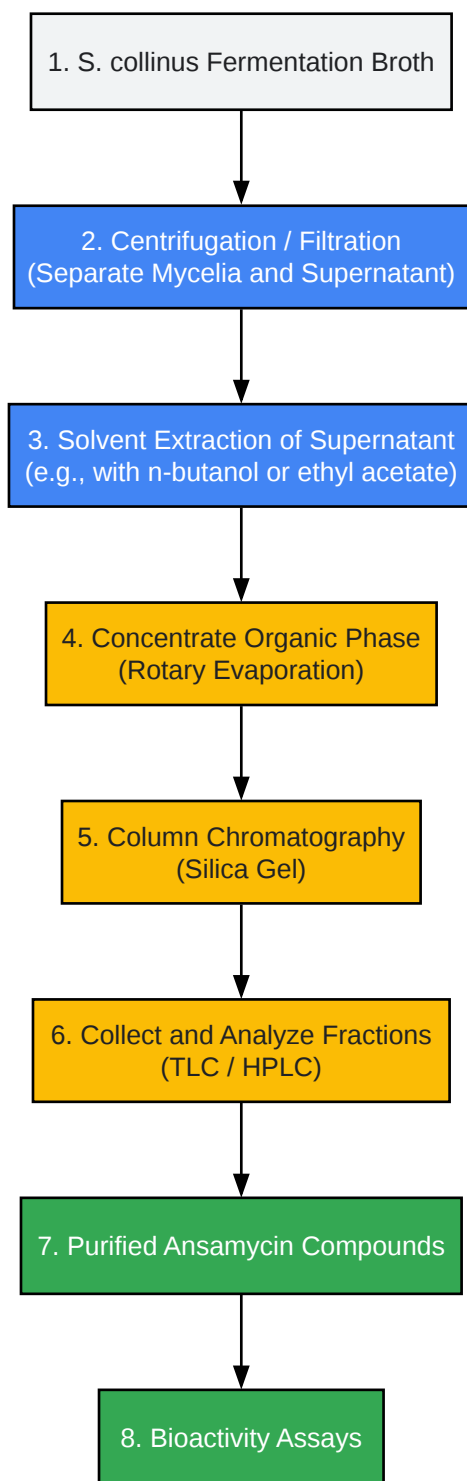 1. S. collinus Fermentation Broth
2. Centrifugation / Filtration
(Separate Mycelia and Supernatant)
3. Solvent Extraction of Supernatant
(e.g., with n-butanol or ethyl acetate)
4. Concentrate Organic Phase
(Rotary Evaporation)
5. Column Chromatography
(Silica Gel)
6. Collect and Analyze Fractions
(TLC / HPLC)
7. Purified Ansamycin Compounds
8. Bioactivity Assays